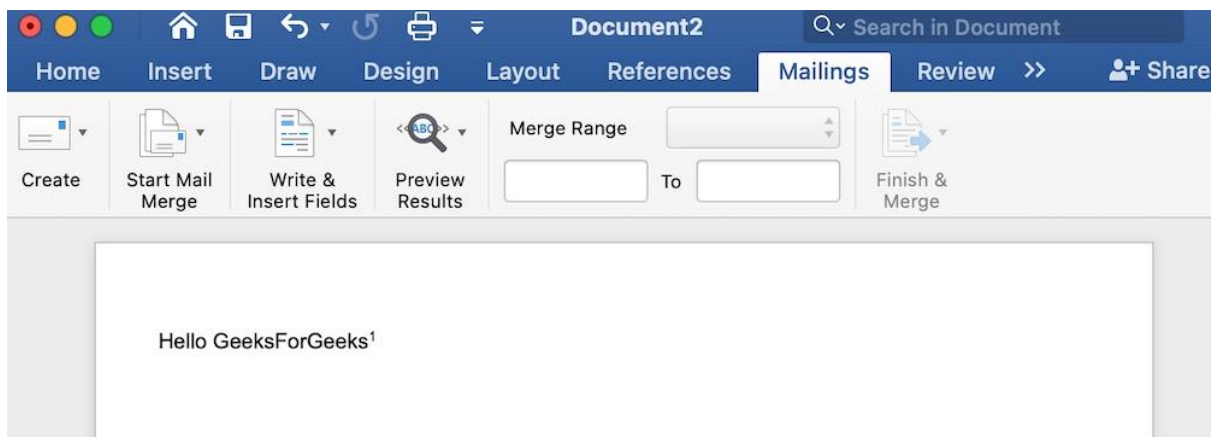 Document2
Search in Document
Home Insert Draw Design Layout References Mailings Review >> Share
<<ABC>> Merge Range
Create Start Mail Merge Write & Insert Fields Preview Results To Finish & Merge
Hello GeeksForGeeks¹